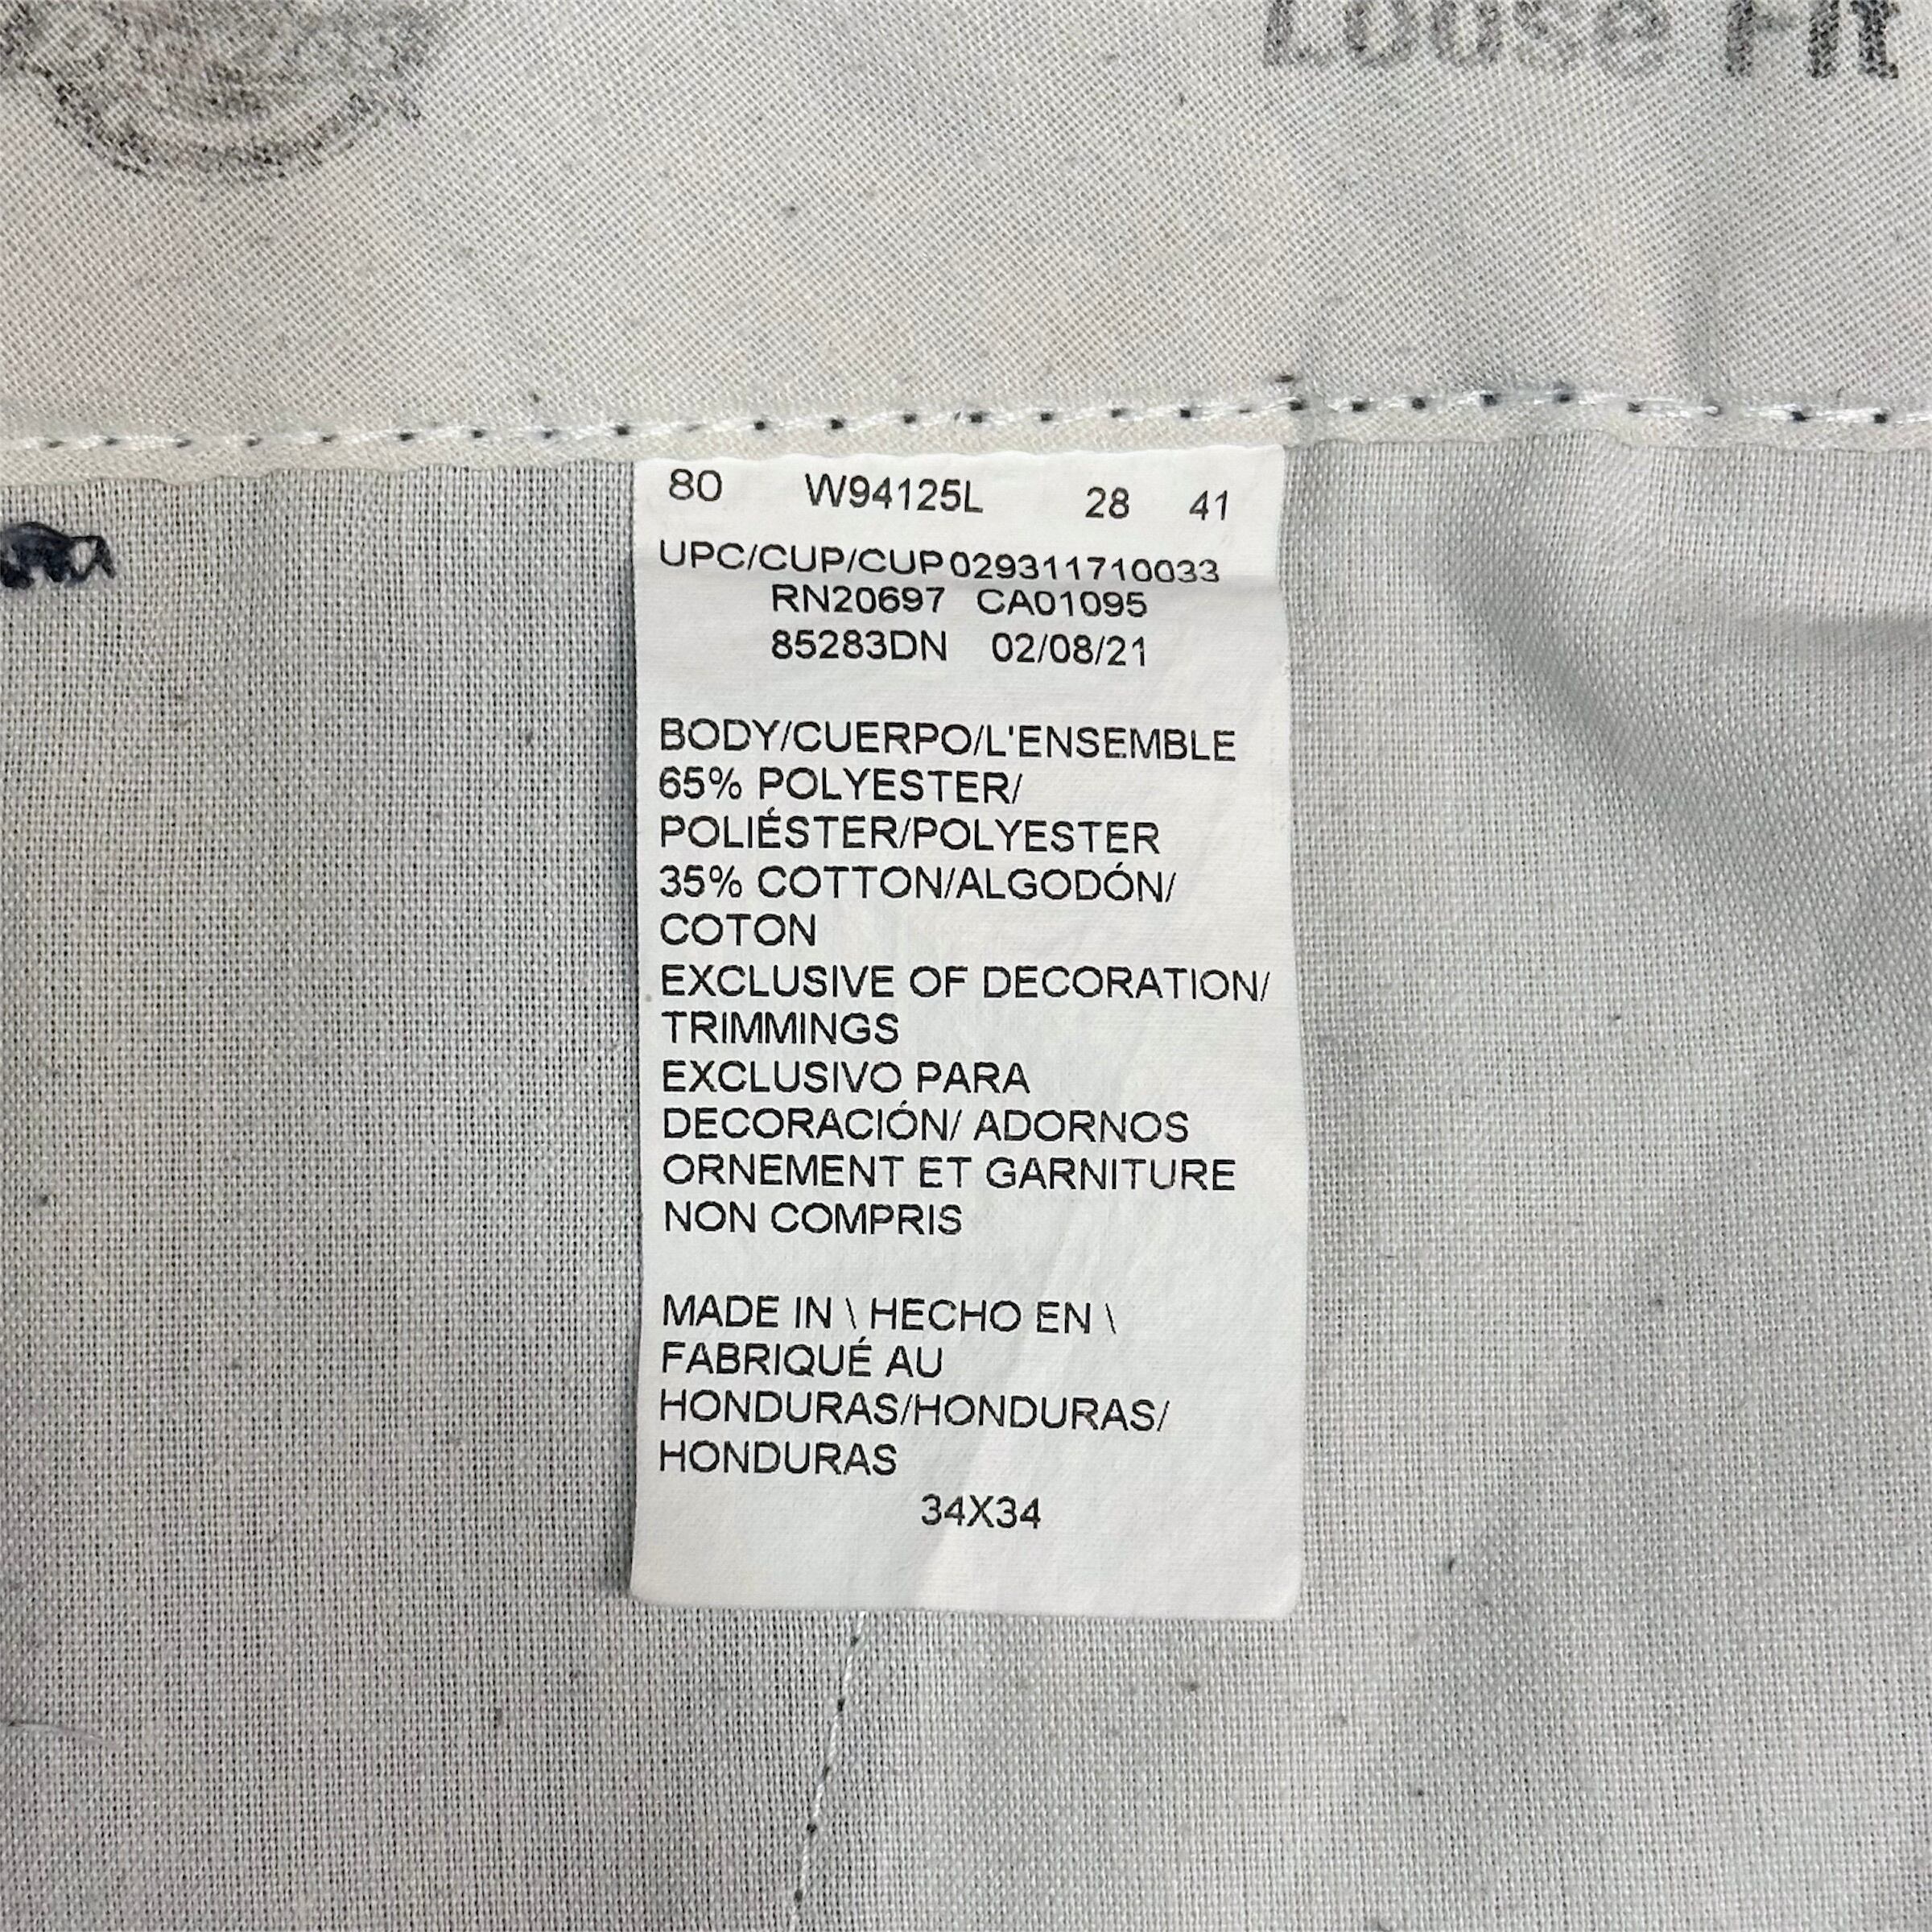 Loose Fit
80 W94125L 28 41
UPC/CUP/CUP029311710033
RN20697 CA01095
85283DN 02/08/21
BODY/CUERPO/L'ENSEMBLE
65% POLYESTER/
POLIÉSTER/POLYESTER
35% COTTON/ALGODÓN/
COTON
EXCLUSIVE OF DECORATION/
TRIMMINGS
EXCLUSIVO PARA
DECORACIÓN/ ADORNOS
ORNEMENT ET GARNITURE
NON COMPRIS
MADE IN \ HECHO EN \
FABRIQUÉ AU
HONDURAS/HONDURAS/
HONDURAS
34X34